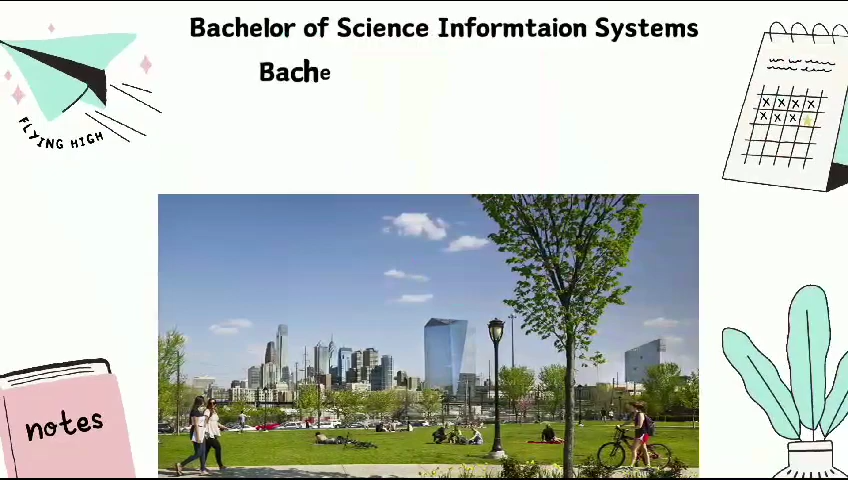 Bachelor of Science Informtaion Systems
Bache
FLYING HIGH
notes